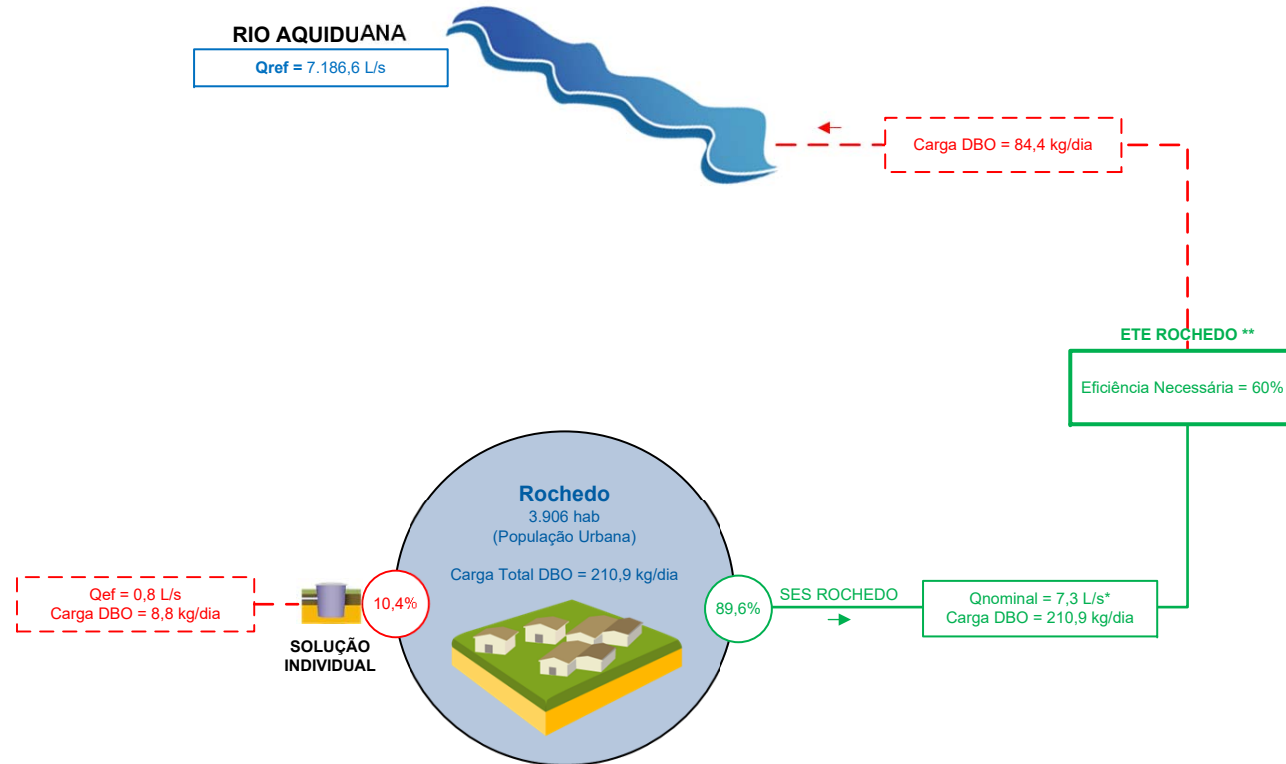 RIO AQUIDUANA
Qref = 7.186,6 L/s
Carga DBO = 84,4 kg/dia
ETE ROCHEDO **
Eficiência Necessária = 60%
Rochedo
3.906 hab
(População Urbana)
Carga Total DBO = 210,9 kg/dia
Qef = 0,8 L/s
Carga DBO = 8,8 kg/dia
10,4%
SOLUÇÃO
INDIVIDUAL
89,6%
SES ROCHEDO
Qnominal = 7,3 L/s*
Carga DBO = 210,9 kg/dia